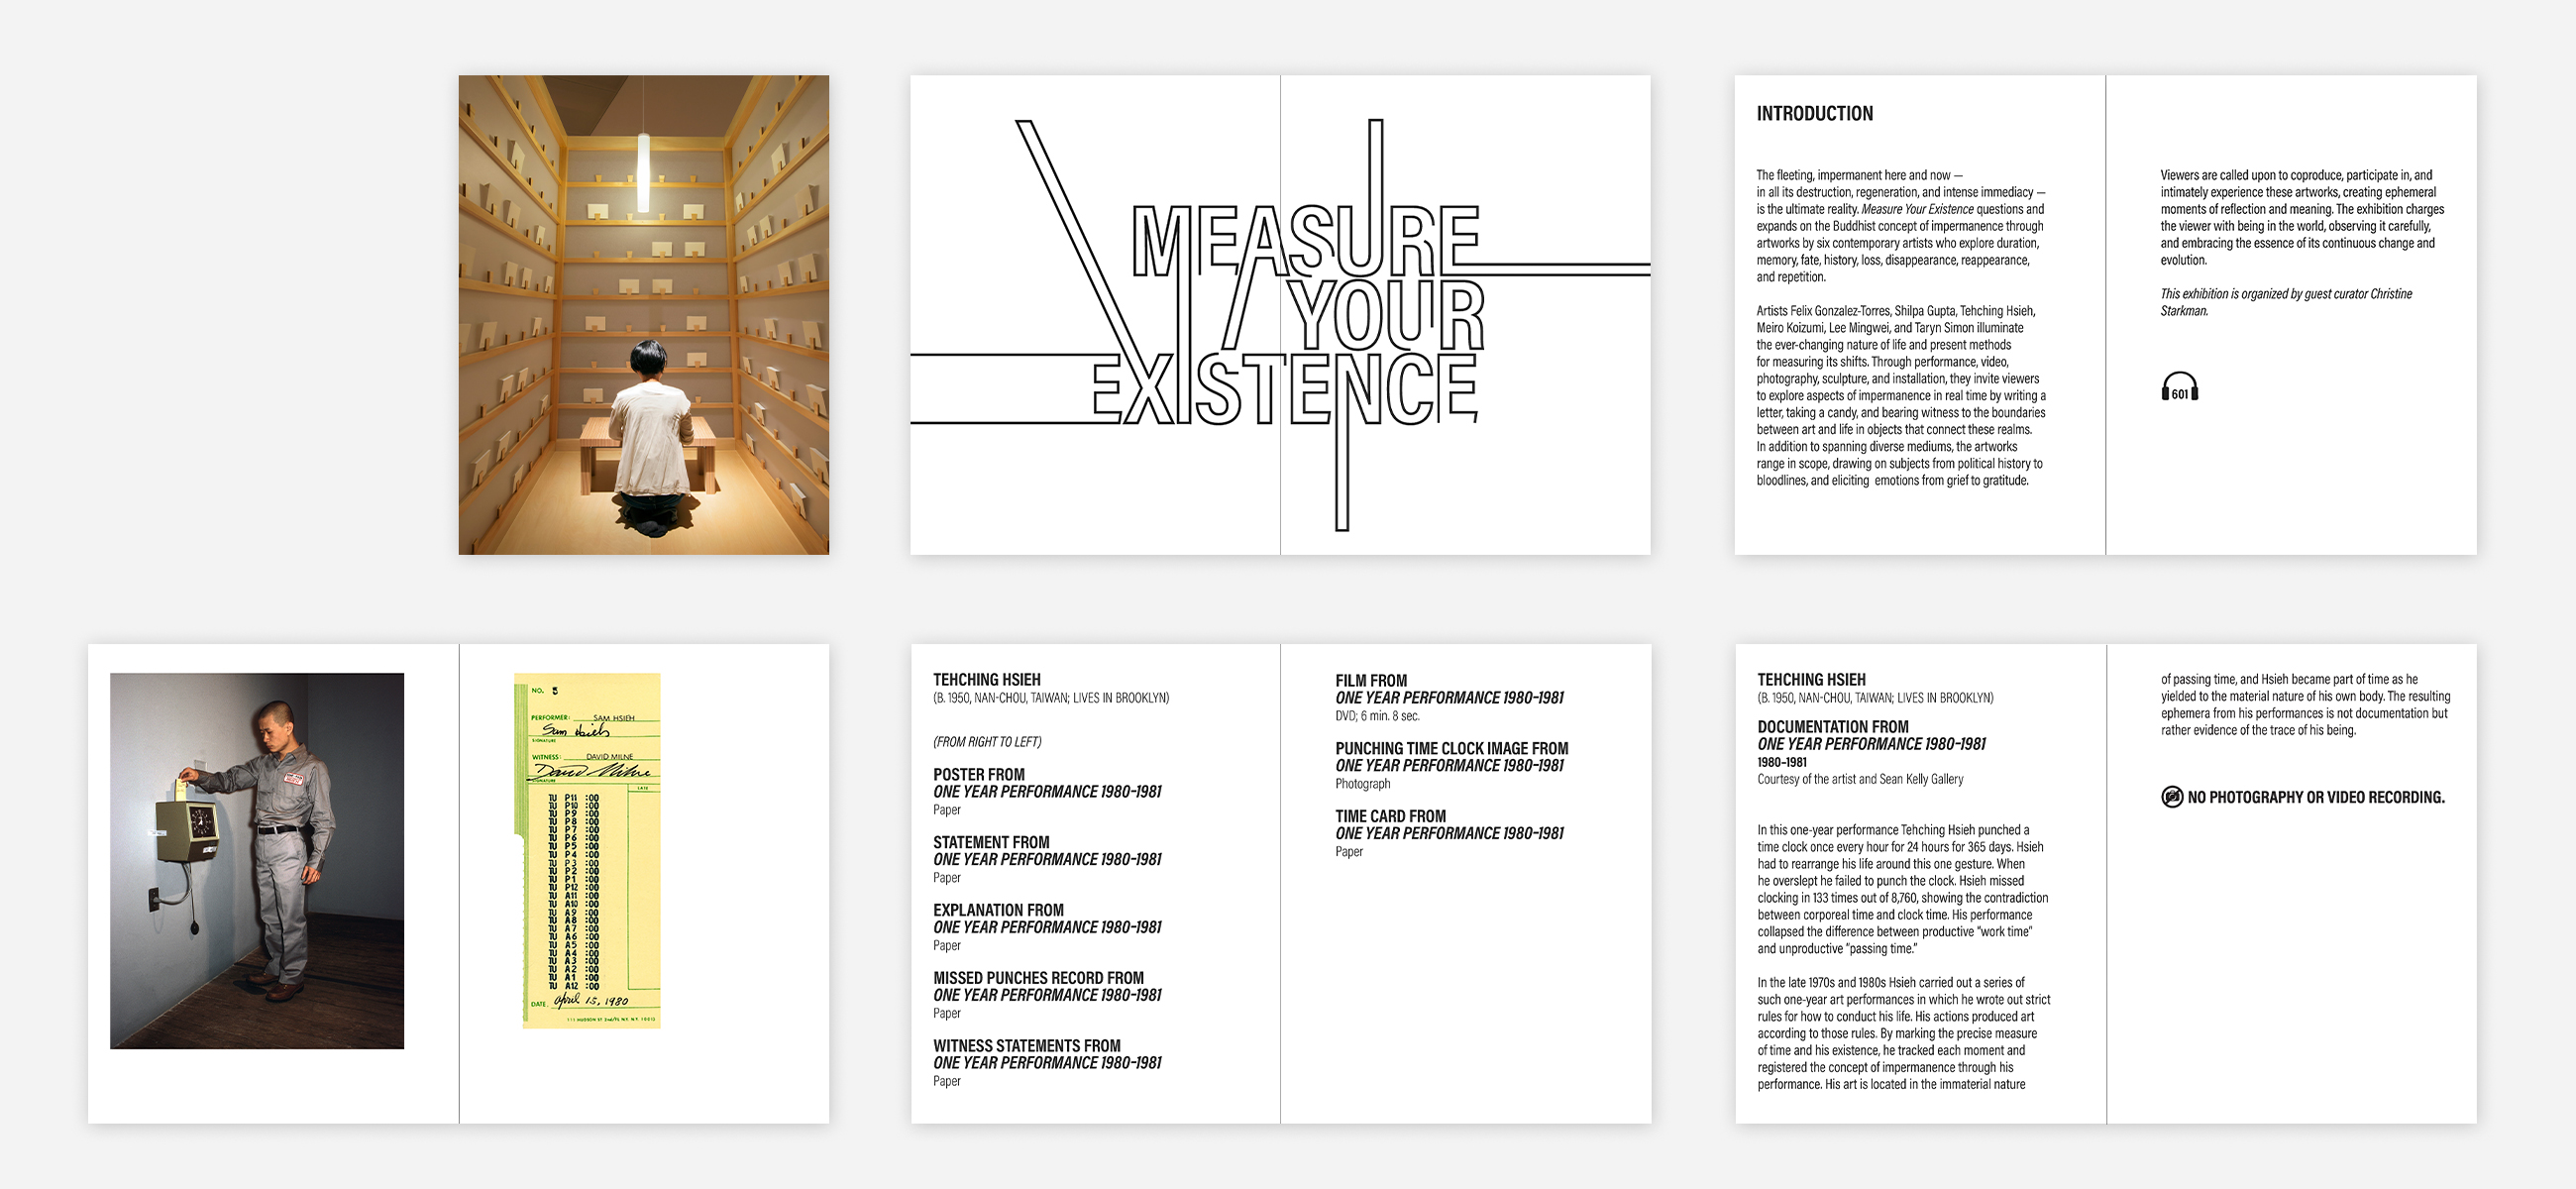 MEASURE
YOUR
EXISTENCE
INTRODUCTION
The fleeting, impermanent here and now —
in all its destruction, regeneration, and intense immediacy —
is the ultimate reality. Measure Your Existence questions and
expands on the Buddhist concept of impermanence through
artworks by six contemporary artists who explore duration,
memory, fate, history, loss, disappearance, reappearance,
and repetition.
Artists Felix Gonzalez-Torres, Shilpa Gupta, Tehching Hsieh,
Meiro Koizumi, Lee Mingwei, and Taryn Simon illuminate
the ever-changing nature of life and present methods
for measuring its shifts. Through performance, video,
photography, sculpture, and installation, they invite viewers
to explore aspects of impermanence in real time by writing a
letter, taking a candy, and bearing witness to the boundaries
between art and life in objects that connect these realms.
In addition to spanning diverse mediums, the artworks
range in scope, drawing on subjects from political history to
bloodlines, and eliciting emotions from grief to gratitude.
Viewers are called upon to coproduce, participate in, and
intimately experience these artworks, creating ephemeral
moments of reflection and meaning. The exhibition charges
the viewer with being in the world, observing it carefully,
and embracing the essence of its continuous change and
evolution.
This exhibition is organized by guest curator Christine
Starkman.
601
NO. 5
PERFORMER: SAM HSIEH
Sam Hsieh
SIGNATURE
WITNESS: DAVID MILNE
David Milne
SIGNATURE
LATE
TU P11 :00
TU P10 :00
TU P9 :00
TU P8 :00
TU P7 :00
TU P6 :00
TU P5 :00
TU P4 :00
TU P3 :00
TU P2 :00
TU P1 :00
TU P12 :00
TU A11 :00
TU A10 :00
TU A9 :00
TU A8 :00
TU A7 :00
TU A6 :00
TU A5 :00
TU A4 :00
TU A3 :00
TU A2 :00
TU A1 :00
TU A12 :00
DATE: April 15, 1980
111 HUDSON ST 2nd/FL NY. N.Y. 10013
TEHCHING HSIEH
(B. 1950, NAN-CHOU, TAIWAN; LIVES IN BROOKLYN)
(FROM RIGHT TO LEFT)
POSTER FROM
ONE YEAR PERFORMANCE 1980–1981
Paper
STATEMENT FROM
ONE YEAR PERFORMANCE 1980–1981
Paper
EXPLANATION FROM
ONE YEAR PERFORMANCE 1980–1981
Paper
MISSED PUNCHES RECORD FROM
ONE YEAR PERFORMANCE 1980–1981
Paper
WITNESS STATEMENTS FROM
ONE YEAR PERFORMANCE 1980–1981
Paper
FILM FROM
ONE YEAR PERFORMANCE 1980–1981
DVD; 6 min. 8 sec.
PUNCHING TIME CLOCK IMAGE FROM
ONE YEAR PERFORMANCE 1980–1981
Photograph
TIME CARD FROM
ONE YEAR PERFORMANCE 1980–1981
Paper
TEHCHING HSIEH
(B. 1950, NAN-CHOU, TAIWAN; LIVES IN BROOKLYN)
DOCUMENTATION FROM
ONE YEAR PERFORMANCE 1980–1981
1980–1981
Courtesy of the artist and Sean Kelly Gallery
In this one-year performance Tehching Hsieh punched a
time clock once every hour for 24 hours for 365 days. Hsieh
had to rearrange his life around this one gesture. When
he overslept he failed to punch the clock. Hsieh missed
clocking in 133 times out of 8,760, showing the contradiction
between corporeal time and clock time. His performance
collapsed the difference between productive “work time”
and unproductive “passing time.”
In the late 1970s and 1980s Hsieh carried out a series of
such one-year art performances in which he wrote out strict
rules for how to conduct his life. His actions produced art
according to those rules. By marking the precise measure
of time and his existence, he tracked each moment and
registered the concept of impermanence through his
performance. His art is located in the immaterial nature
of passing time, and Hsieh became part of time as he
yielded to the material nature of his own body. The resulting
ephemera from his performances is not documentation but
rather evidence of the trace of his being.
NO PHOTOGRAPHY OR VIDEO RECORDING.